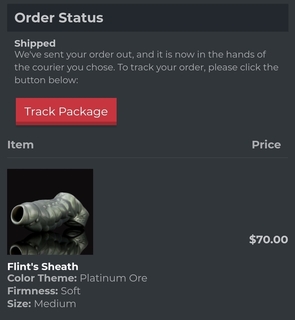 Order Status
Shipped
We've sent your order out, and it is now in the hands of
the courier you chose. To track your order, please click the
button below:
Track Package
Item Price
$70.00
Flint's Sheath
Color Theme: Platinum Ore
Firmness: Soft
Size: Medium